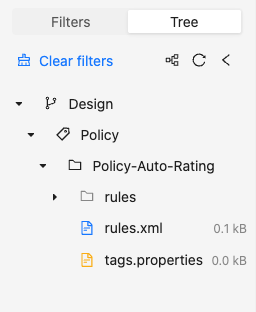 Filters Tree
Clear filters
Design
Policy
Policy-Auto-Rating
rules
rules.xml 0.1 kB
tags.properties 0.0 kB